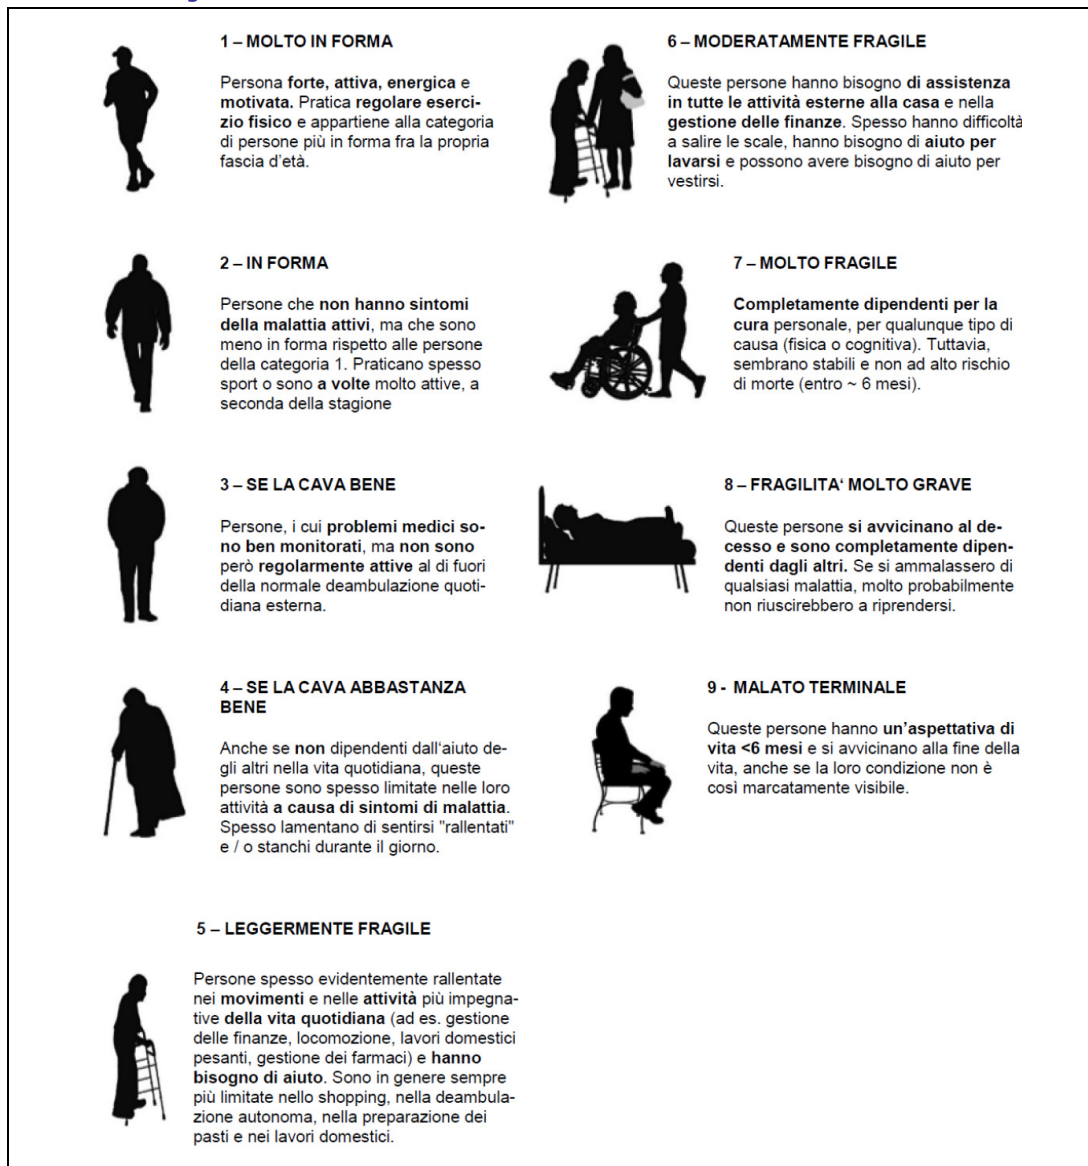 1 – MOLTO IN FORMA
Persona forte, attiva, energica e
motivata. Pratica regolare eserci-
zio fisico e appartiene alla categoria
di persone più in forma fra la propria
fascia d'età.
2 – IN FORMA
Persone che non hanno sintomi
della malattia attivi, ma che sono
meno in forma rispetto alle persone
della categoria 1. Praticano spesso
sport o sono a volte molto attive, a
seconda della stagione
3 – SE LA CAVA BENE
Persone, i cui problemi medici so-
no ben monitorati, ma non sono
però regolarmente attive al di fuori
della normale deambulazione quoti-
diana esterna.
4 – SE LA CAVA ABBASTANZA
BENE
Anche se non dipendenti dall'aiuto de-
gli altri nella vita quotidiana, queste
persone sono spesso limitate nelle loro
attività a causa di sintomi di malattia.
Spesso lamentano di sentirsi "rallentati"
e / o stanchi durante il giorno.
5 – LEGGERMENTE FRAGILE
Persone spesso evidentemente rallentate
nei movimenti e nelle attività più impegna-
tive della vita quotidiana (ad es. gestione
delle finanze, locomozione, lavori domestici
pesanti, gestione dei farmaci) e hanno
bisogno di aiuto. Sono in genere sempre
più limitate nello shopping, nella deambula-
zione autonoma, nella preparazione dei
pasti e nei lavori domestici.
6 – MODERATAMENTE FRAGILE
Queste persone hanno bisogno di assistenza
in tutte le attività esterne alla casa e nella
gestione delle finanze. Spesso hanno difficoltà
a salire le scale, hanno bisogno di aiuto per
lavarsi e possono avere bisogno di aiuto per
vestirsi.
7 – MOLTO FRAGILE
Completamente dipendenti per la
cura personale, per qualunque tipo di
causa (fisica o cognitiva). Tuttavia,
sembrano stabili e non ad alto rischio
di morte (entro ~ 6 mesi).
8 – FRAGILITA' MOLTO GRAVE
Queste persone si avvicinano al de-
cesso e sono completamente dipen-
denti dagli altri. Se si ammalassero di
qualsiasi malattia, molto probabilmente
non riuscirebbero a riprendersi.
9 - MALATO TERMINALE
Queste persone hanno un'aspettativa di
vita <6 mesi e si avvicinano alla fine della
vita, anche se la loro condizione non è
così marcatamente visibile.